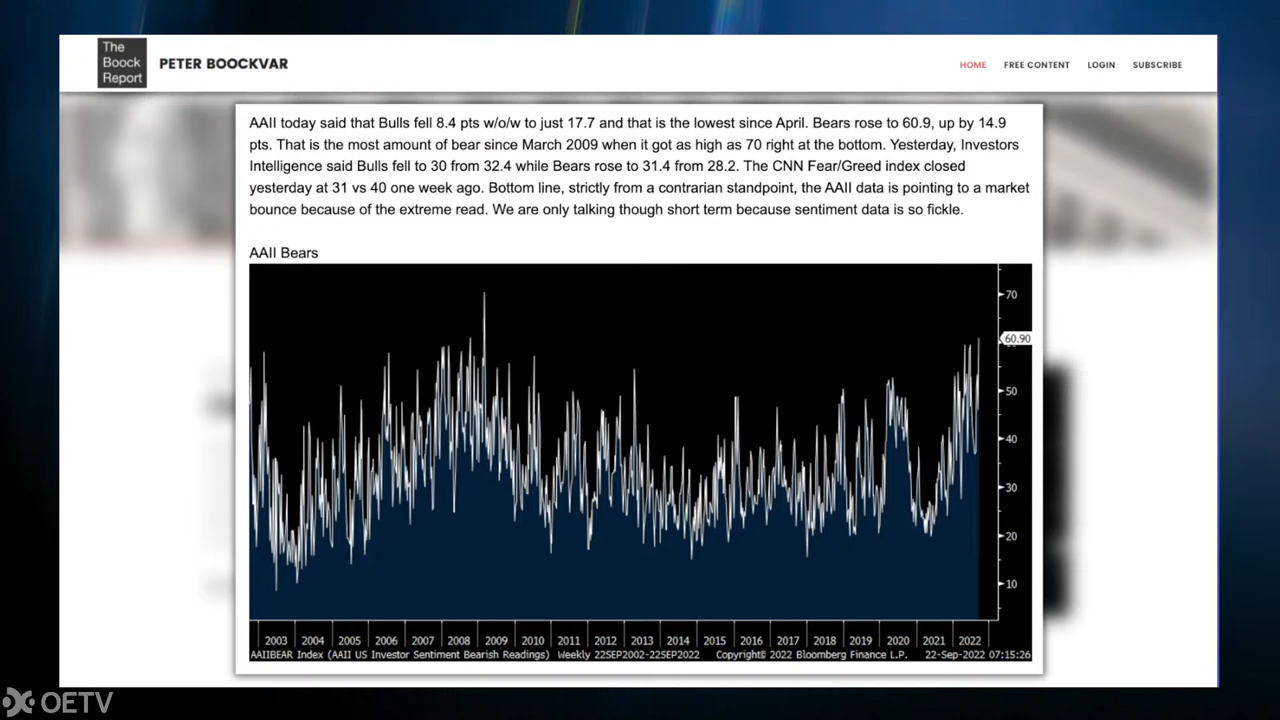 The
Boock
Report
PETER BOOCKVAR
HOME FREE CONTENT LOGIN SUBSCRIBE
AAII today said that Bulls fell 8.4 pts w/o/w to just 17.7 and that is the lowest since April. Bears rose to 60.9, up by 14.9
pts. That is the most amount of bear since March 2009 when it got as high as 70 right at the bottom. Yesterday, Investors
Intelligence said Bulls fell to 30 from 32.4 while Bears rose to 31.4 from 28.2. The CNN Fear/Greed index closed
yesterday at 31 vs 40 one week ago. Bottom line, strictly from a contrarian standpoint, the AAII data is pointing to a market
bounce because of the extreme read. We are only talking though short term because sentiment data is so fickle.
AAII Bears
70
60.90
50
40
30
20
10
2003 2004 2005 2006 2007 2008 2009 2010 2011 2012 2013 2014 2015 2016 2017 2018 2019 2020 2021 2022
AAIIBEAR Index (AAII US Investor Sentiment Bearish Readings) Weekly 22SEP2002-22SEP2022 Copyright© 2022 Bloomberg Finance L.P. 22-Sep-2022 07:15:26
OETV